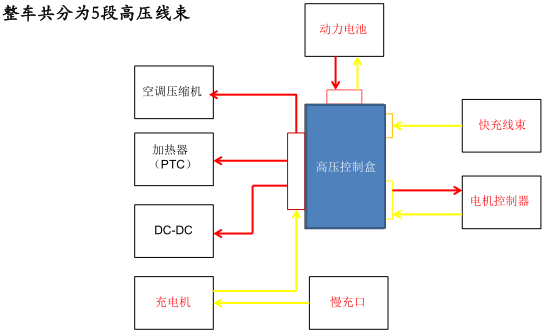 整车共分为5段高压线束
动力电池
空调压缩机
快充线束
加热器
（PTC）
高压控制盒
电机控制器
DC-DC
充电机
慢充口